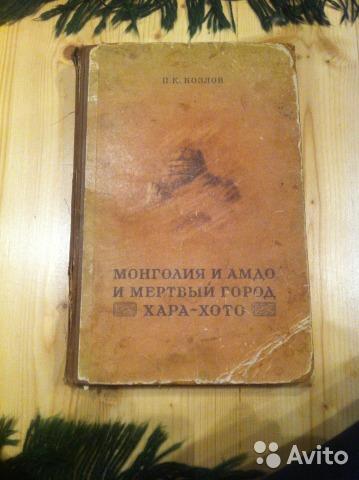 П. К. КОЗЛОВ
МОНГОЛИЯ И АМДО
И МЕРТВЫЙ ГОРОД
ХАРА-ХОТО
Avito